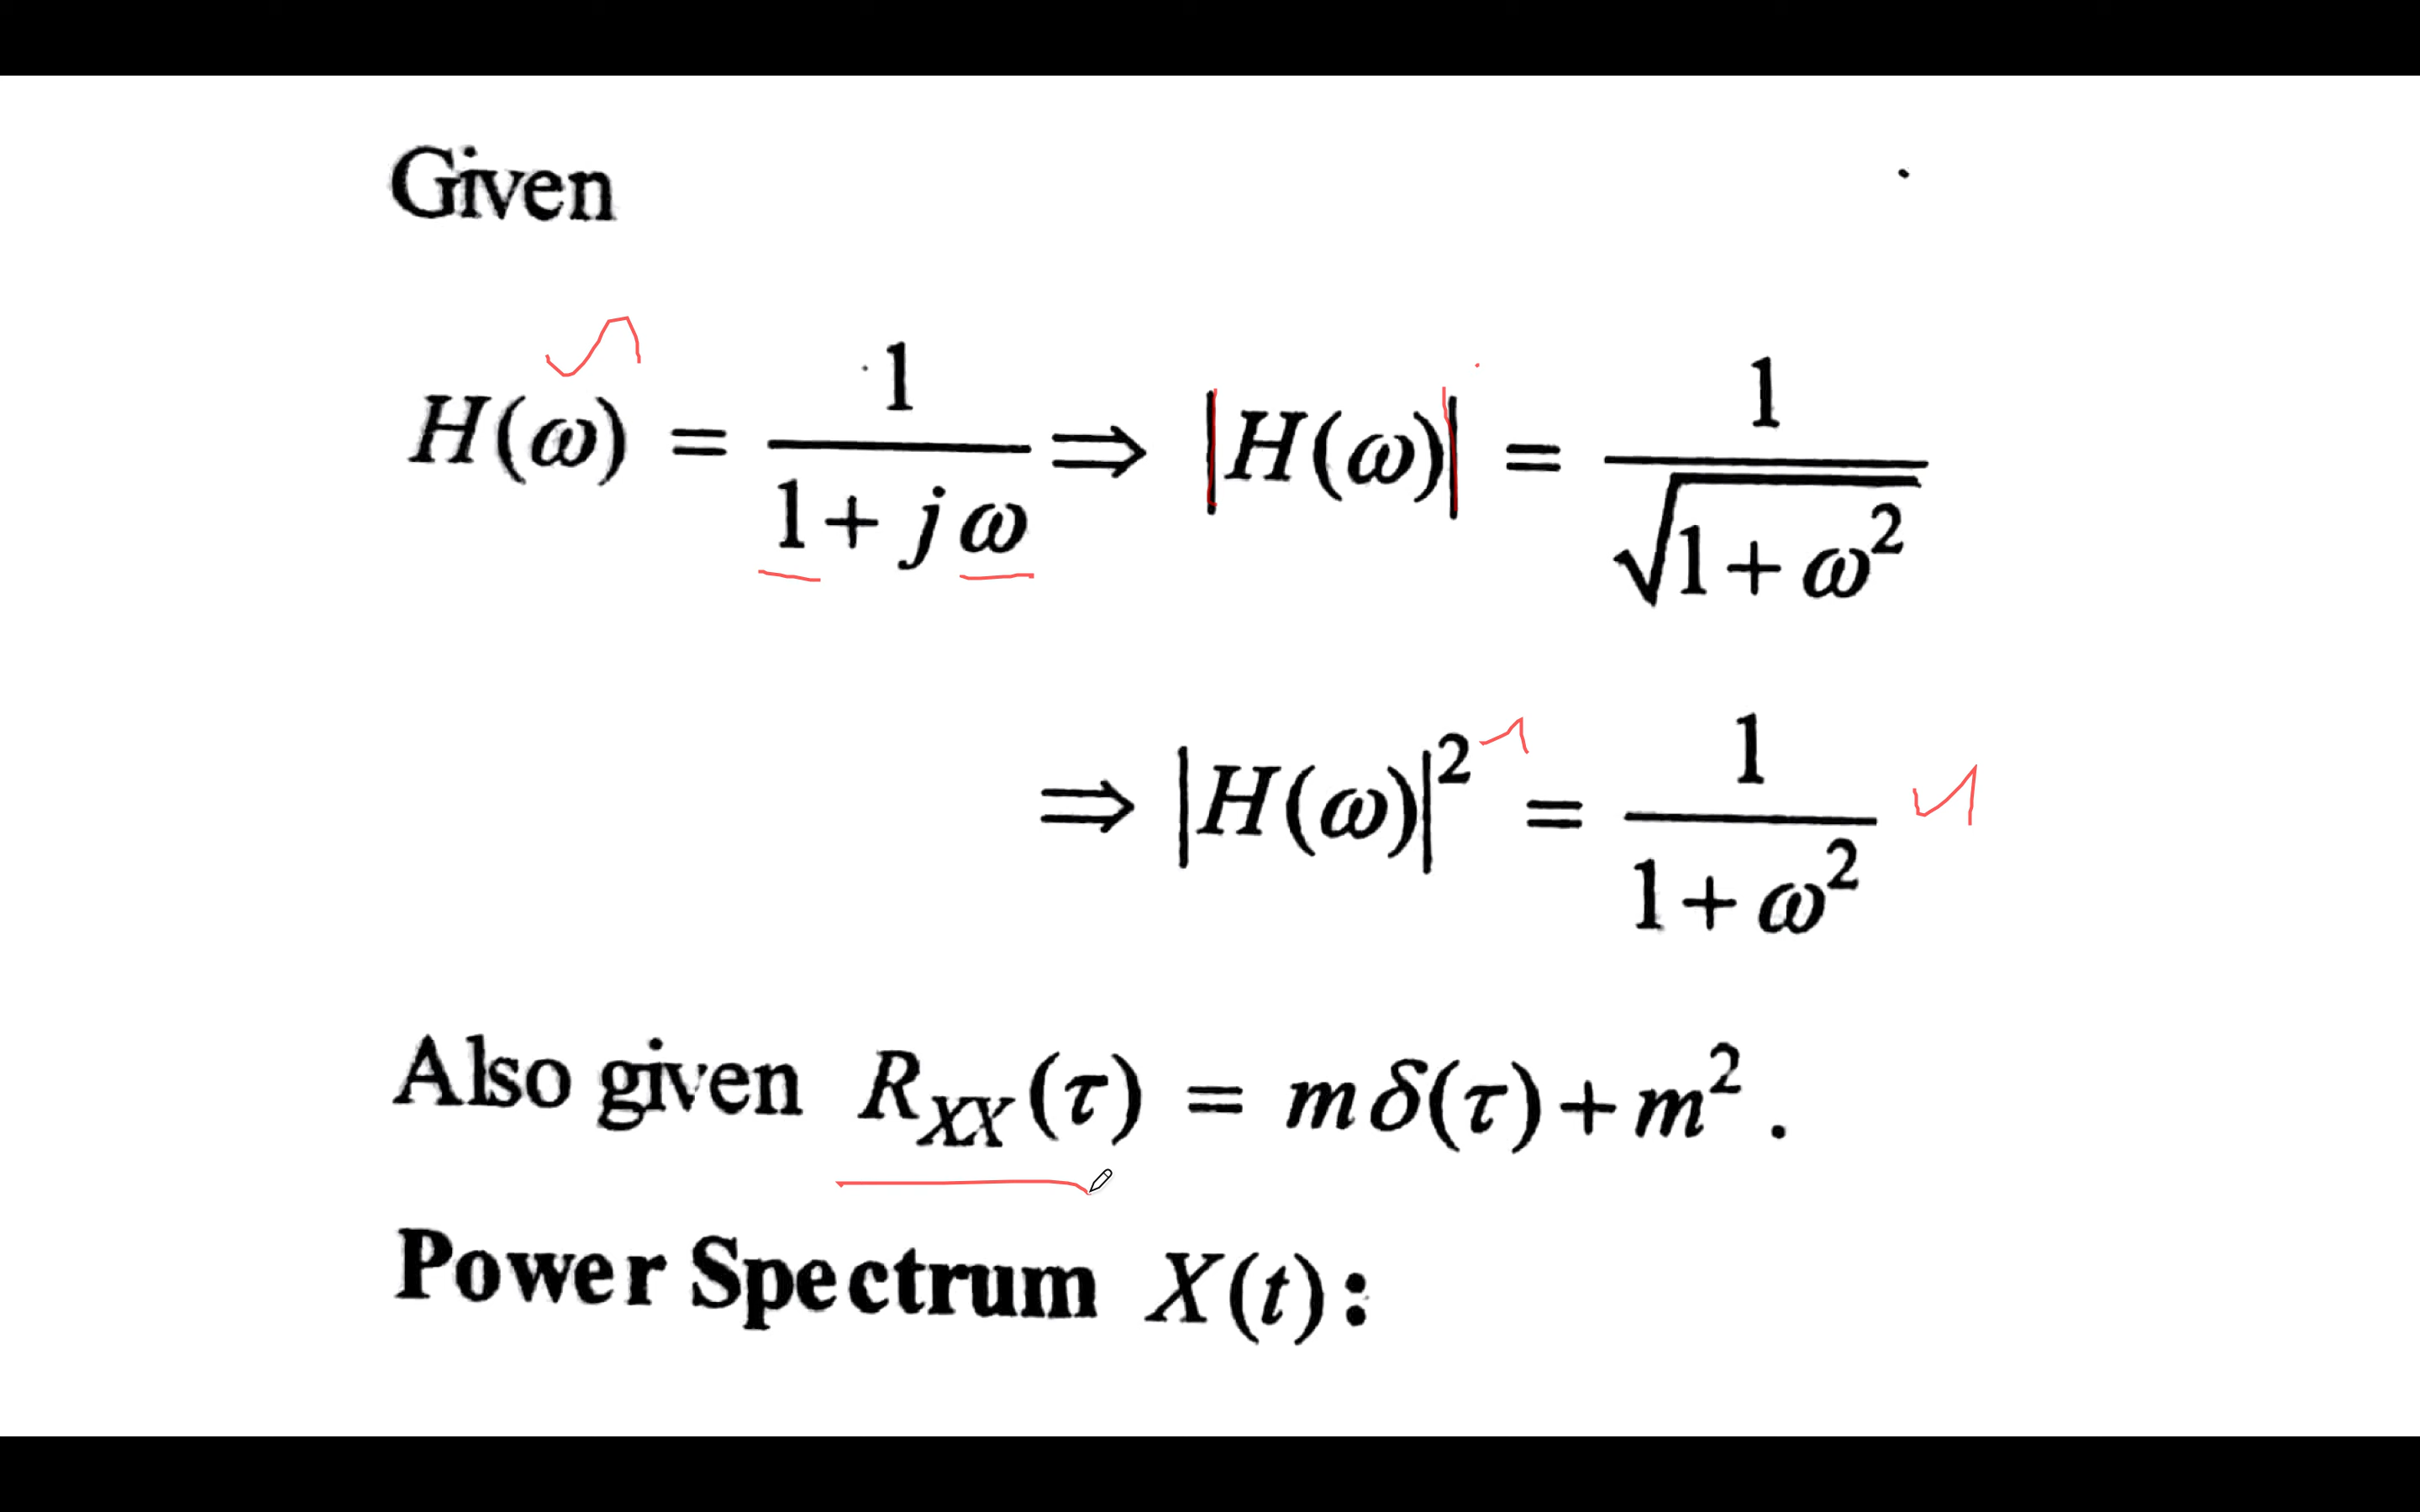 Given
H(ω) = 1 / (1 + jω) ⇒ |H(ω)| = 1 / √(1 + ω²)
⇒ |H(ω)|² = 1 / (1 + ω²)
Also given R_XX(τ) = mδ(τ) + m².
Power Spectrum X(t):